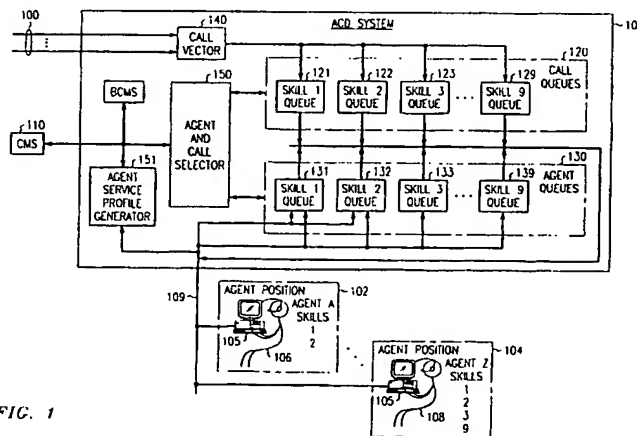 100
140
CALL
VECTOR
ACD SYSTEM
10
120
CALL
QUEUES
150
121
SKILL 1
QUEUE
122
SKILL 2
QUEUE
123
SKILL 3
QUEUE
...
129
SKILL 9
QUEUE
BCMS
110
CMS
AGENT
AND
CALL
SELECTOR
151
AGENT
SERVICE
PROFILE
GENERATOR
130
AGENT
QUEUES
131
SKILL 1
QUEUE
132
SKILL 2
QUEUE
133
SKILL 3
QUEUE
...
139
SKILL 9
QUEUE
109
102
AGENT POSITION
AGENT A
SKILLS
1
2
105
106
104
AGENT POSITION
AGENT Z
SKILLS
1
2
3
9
105
108
FIG. 1